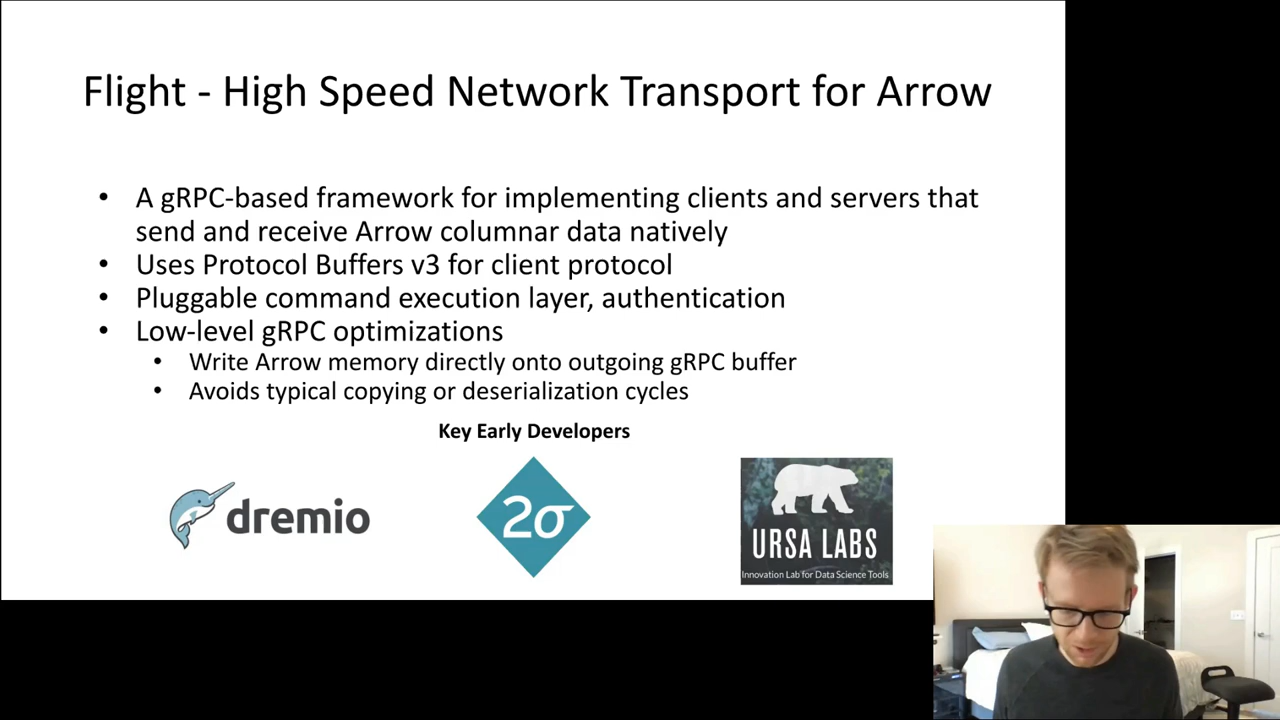 Flight - High Speed Network Transport for Arrow
• A gRPC-based framework for implementing clients and servers that
send and receive Arrow columnar data natively
• Uses Protocol Buffers v3 for client protocol
• Pluggable command execution layer, authentication
• Low-level gRPC optimizations
• Write Arrow memory directly onto outgoing gRPC buffer
• Avoids typical copying or deserialization cycles
Key Early Developers
dremio
2σ
URSA LABS
Innovation Lab for Data Science Tools